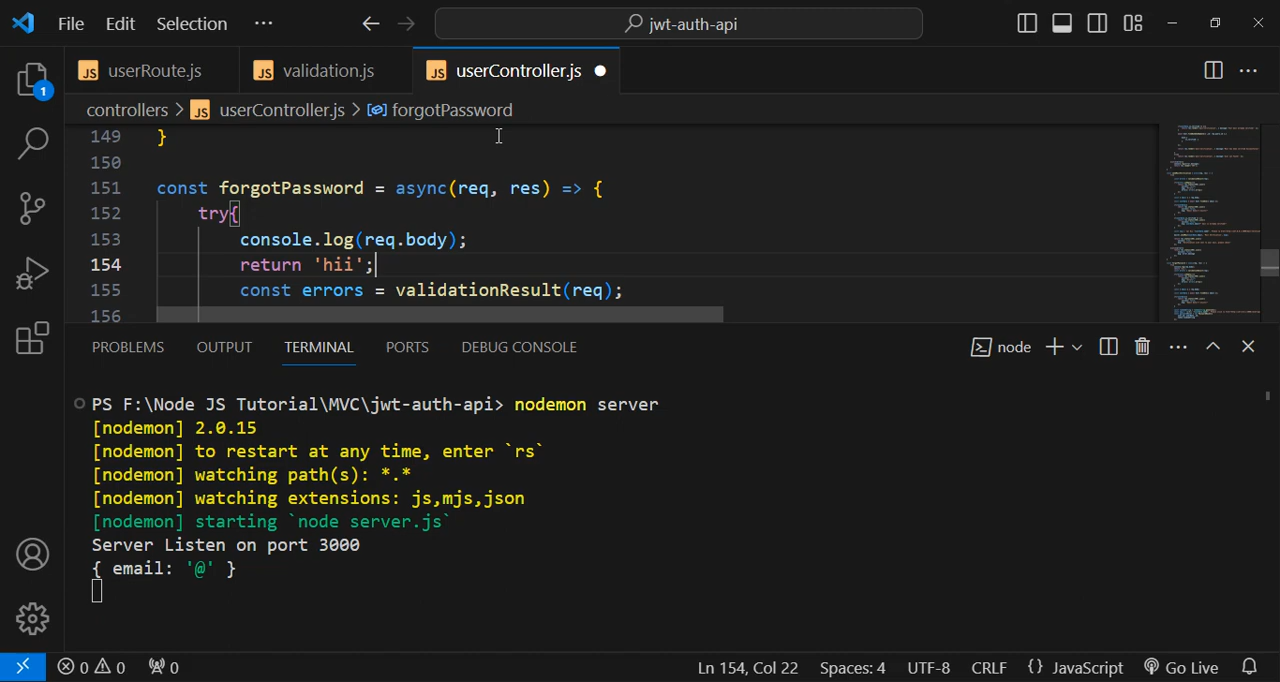 File Edit Selection ··· jwt-auth-api
JS userRoute.js JS validation.js JS userController.js
1
controllers > JS userController.js > forgotPassword
149 }
150
151 const forgotPassword = async(req, res) => {
152 try{
153 console.log(req.body);
154 return 'hii';
155 const errors = validationResult(req);
156
PROBLEMS OUTPUT TERMINAL PORTS DEBUG CONSOLE node
PS F:\Node JS Tutorial\MVC\jwt-auth-api> nodemon server
[nodemon] 2.0.15
[nodemon] to restart at any time, enter `rs`
[nodemon] watching path(s): *.*
[nodemon] watching extensions: js,mjs,json
[nodemon] starting `node server.js`
Server Listen on port 3000
{ email: '@' }
0 0 0 Ln 154, Col 22 Spaces: 4 UTF-8 CRLF {} JavaScript Go Live